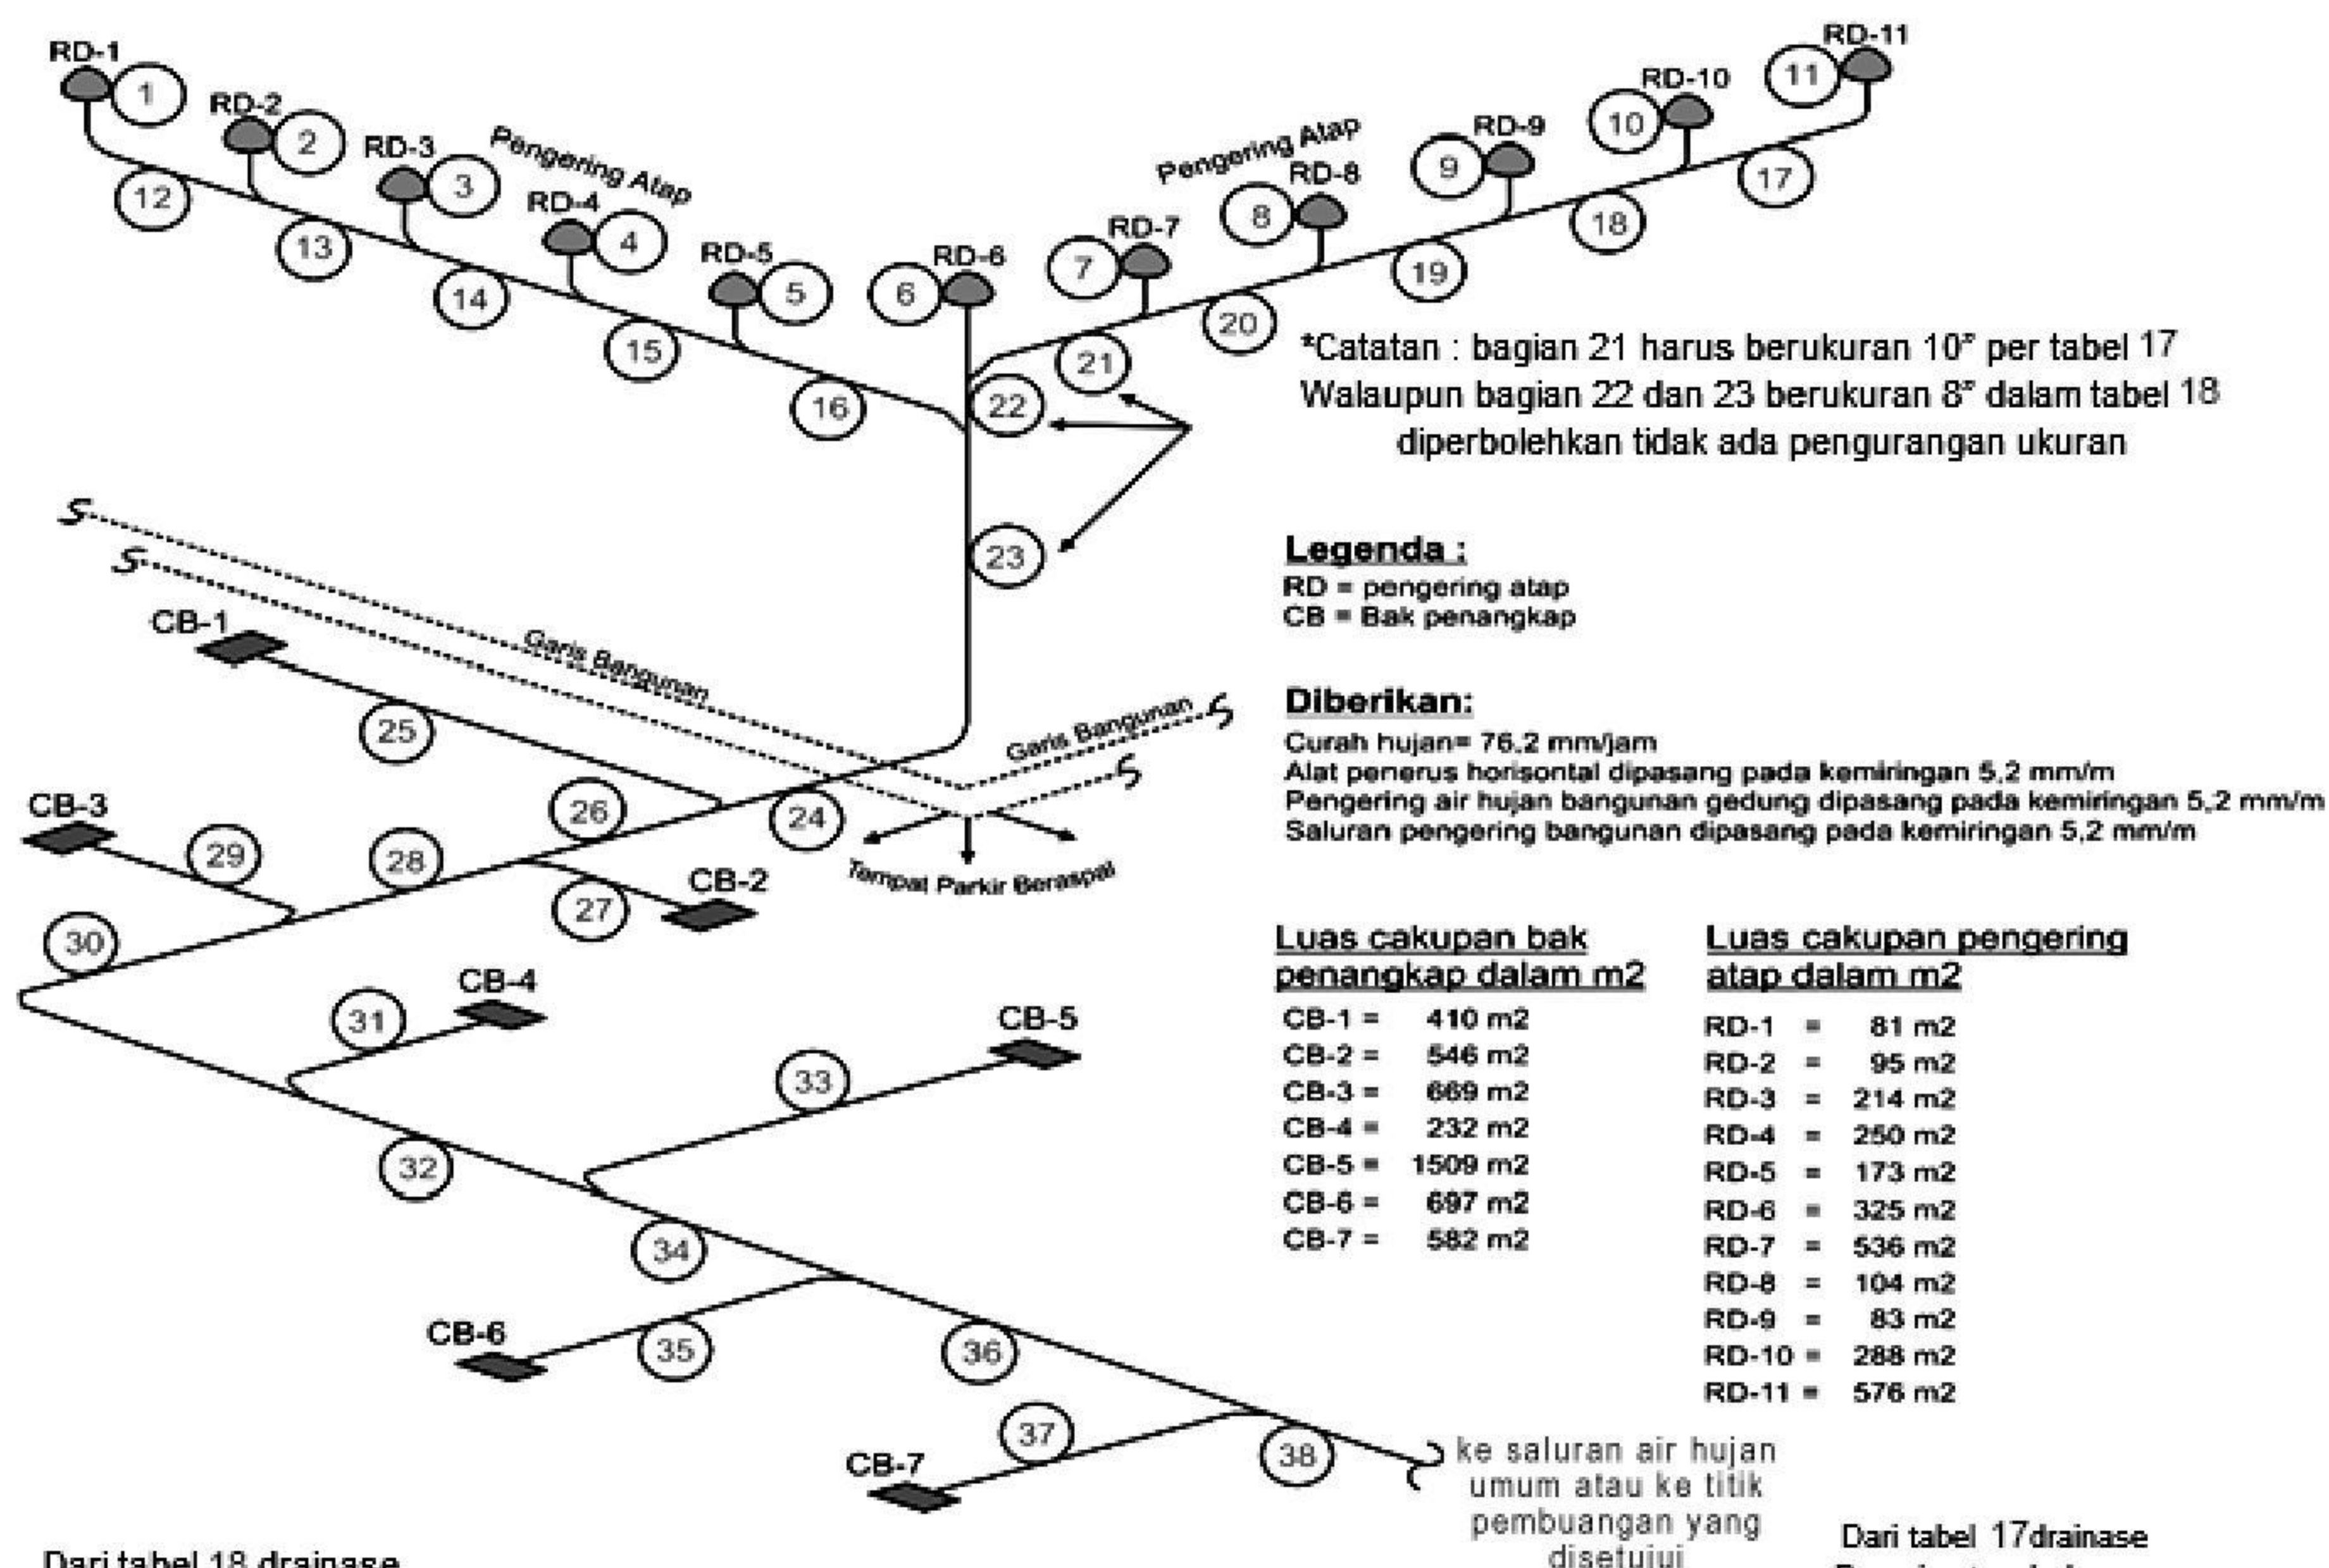 RD-1
1
RD-2
2
RD-3
3
Pengering Atap
RD-4
4
RD-5
5
RD-6
6
RD-7
7
Pengering Atap
RD-8
8
RD-9
9
RD-10
10
RD-11
11
12
13
14
15
16
17
18
19
20
21
22
23
*Catatan : bagian 21 harus berukuran 10" per tabel 17
Walaupun bagian 22 dan 23 berukuran 8" dalam tabel 18
diperbolehkan tidak ada pengurangan ukuran
Legenda :
RD = pengering atap
CB = Bak penangkap
Diberikan:
Curah hujan= 76.2 mm/jam
Alat penerus horisontal dipasang pada kemiringan 5,2 mm/m
Pengering air hujan bangunan gedung dipasang pada kemiringan 5,2 mm/m
Saluran pengering bangunan dipasang pada kemiringan 5,2 mm/m
S
S
Garis Bangunan
Garis Bangunan
S
S
CB-1
25
26
24
Tampat Parkir Beraspal
CB-3
29
28
27
CB-2
30
31
CB-4
33
CB-5
32
34
CB-6
35
36
37
CB-7
38
ke saluran air hujan
umum atau ke titik
pembuangan yang
disetujui
Luas cakupan bak
penangkap dalam m2
CB-1 = 410 m2
CB-2 = 546 m2
CB-3 = 669 m2
CB-4 = 232 m2
CB-5 = 1509 m2
CB-6 = 697 m2
CB-7 = 582 m2
Luas cakupan pengering
atap dalam m2
RD-1 = 81 m2
RD-2 = 95 m2
RD-3 = 214 m2
RD-4 = 250 m2
RD-5 = 173 m2
RD-6 = 325 m2
RD-7 = 536 m2
RD-8 = 104 m2
RD-9 = 83 m2
RD-10 = 288 m2
RD-11 = 576 m2
Dari tabel 18 drainase
Dari tabel 17drainase